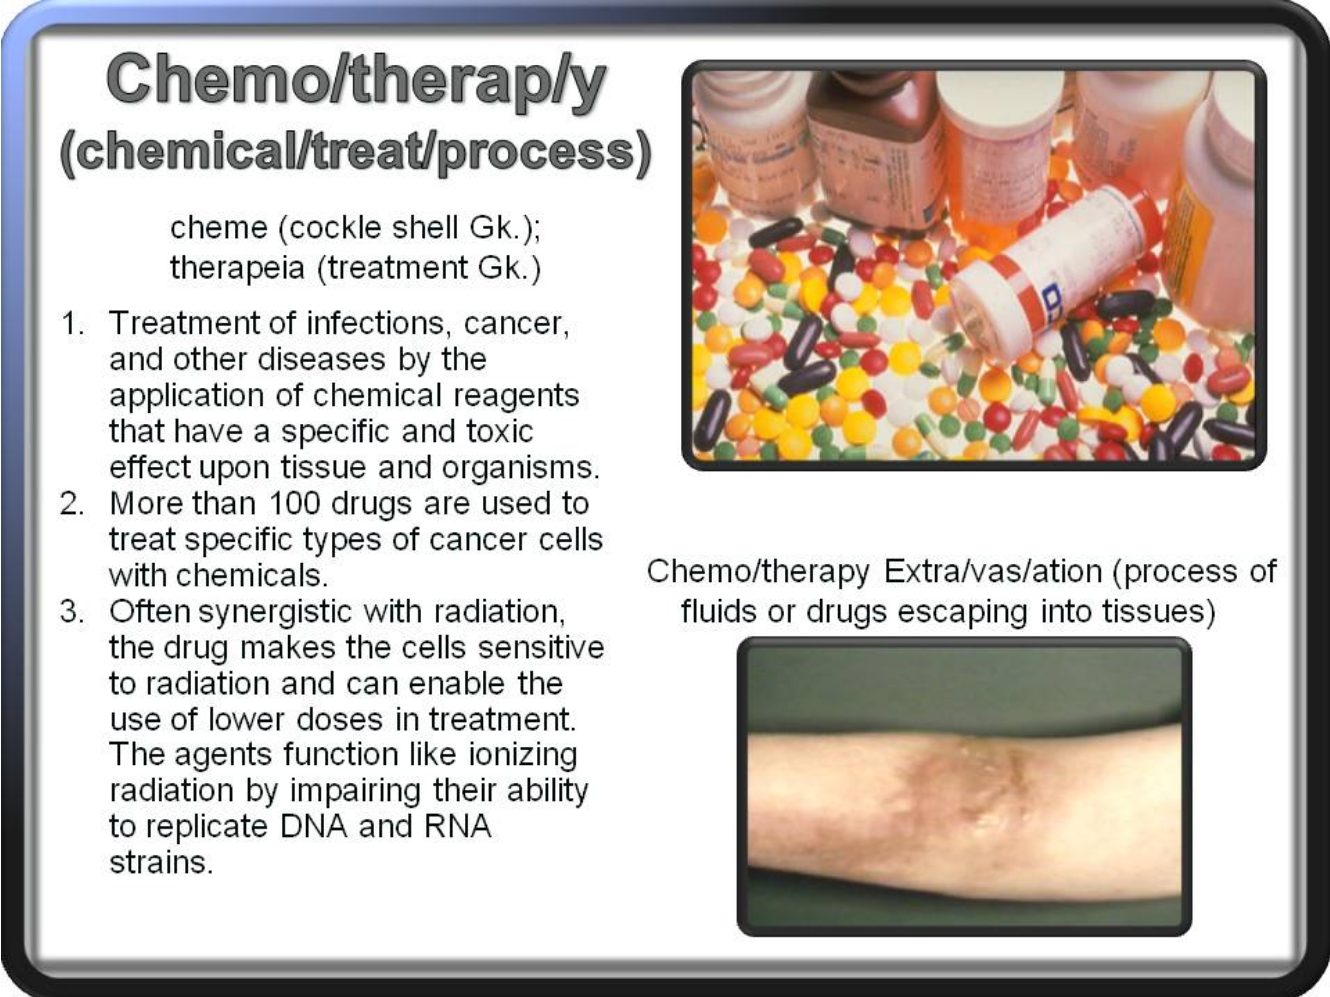 Chemo/therap/y
(chemical/treat/process)
cheme (cockle shell Gk.);
therapeia (treatment Gk.)
1. Treatment of infections, cancer,
and other diseases by the
application of chemical reagents
that have a specific and toxic
effect upon tissue and organisms.
2. More than 100 drugs are used to
treat specific types of cancer cells
with chemicals.
3. Often synergistic with radiation,
the drug makes the cells sensitive
to radiation and can enable the
use of lower doses in treatment.
The agents function like ionizing
radiation by impairing their ability
to replicate DNA and RNA
strains.
Chemo/therapy Extra/vas/ation (process of
fluids or drugs escaping into tissues)